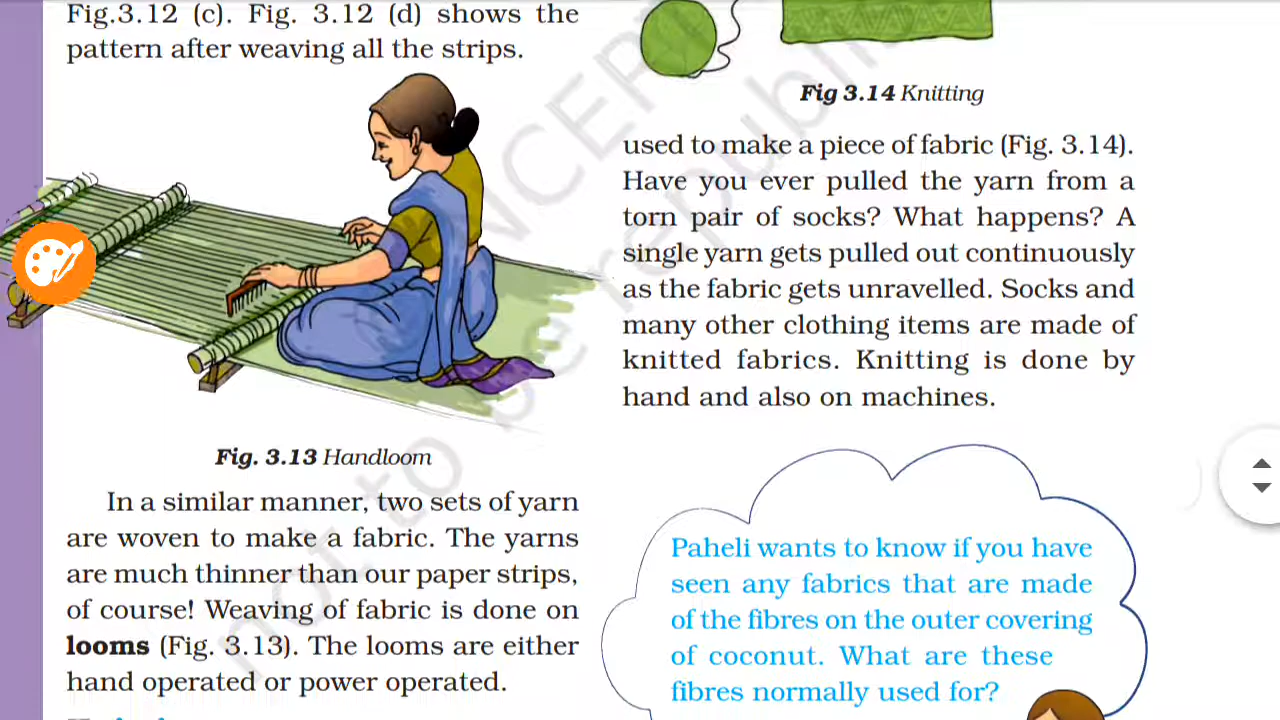 Fig.3.12 (c). Fig. 3.12 (d) shows the
pattern after weaving all the strips.
Fig. 3.13 Handloom
In a similar manner, two sets of yarn
are woven to make a fabric. The yarns
are much thinner than our paper strips,
of course! Weaving of fabric is done on
looms (Fig. 3.13). The looms are either
hand operated or power operated.
Fig 3.14 Knitting
used to make a piece of fabric (Fig. 3.14).
Have you ever pulled the yarn from a
torn pair of socks? What happens? A
single yarn gets pulled out continuously
as the fabric gets unravelled. Socks and
many other clothing items are made of
knitted fabrics. Knitting is done by
hand and also on machines.
Paheli wants to know if you have
seen any fabrics that are made
of the fibres on the outer covering
of coconut. What are these
fibres normally used for?
NCERT
not to be republi